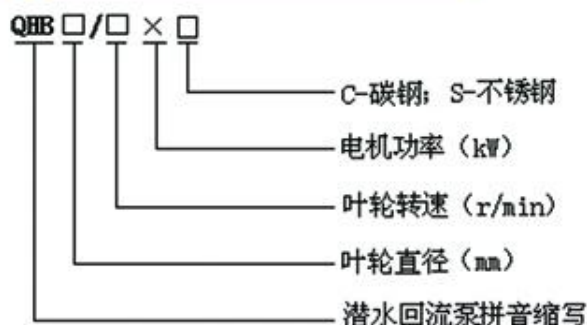 QHB□/□×□
C-碳钢；S-不锈钢
电机功率（kW）
叶轮转速（r/min）
叶轮直径（mm）
潜水回流泵拼音缩写